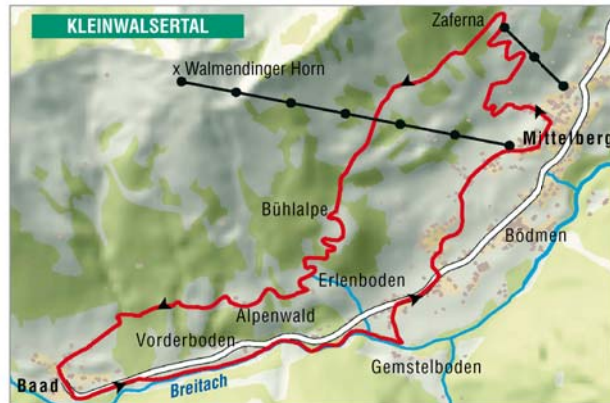 KLEINWALSERTAL
Zaferna
x Walmendinger Horn
Mittelberg
Bühlalpe
Bödmen
Erlenboden
Alpenwald
Vorderboden
Gemstelboden
Baad
Breitach